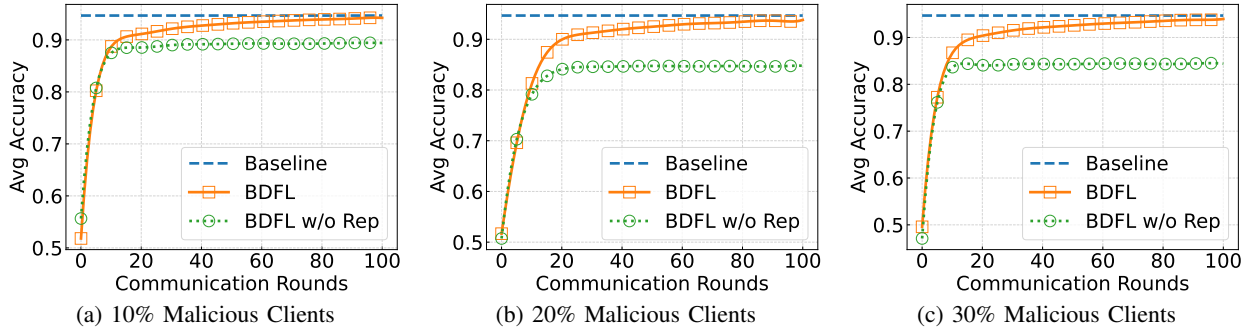 0.9
0.8
0.7
0.6
0.5
Avg Accuracy
Baseline
BDFL
BDFL w/o Rep
0 20 40 60 80 100
Communication Rounds
(a) 10% Malicious Clients
0.9
0.8
0.7
0.6
0.5
Avg Accuracy
Baseline
BDFL
BDFL w/o Rep
0 20 40 60 80 100
Communication Rounds
(b) 20% Malicious Clients
0.9
0.8
0.7
0.6
0.5
Avg Accuracy
Baseline
BDFL
BDFL w/o Rep
0 20 40 60 80 100
Communication Rounds
(c) 30% Malicious Clients